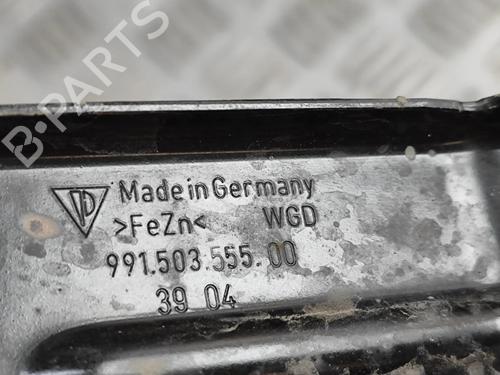 B-PARTS
Made in Germany
>FeZn< WGD
991.503.555.00
39 04